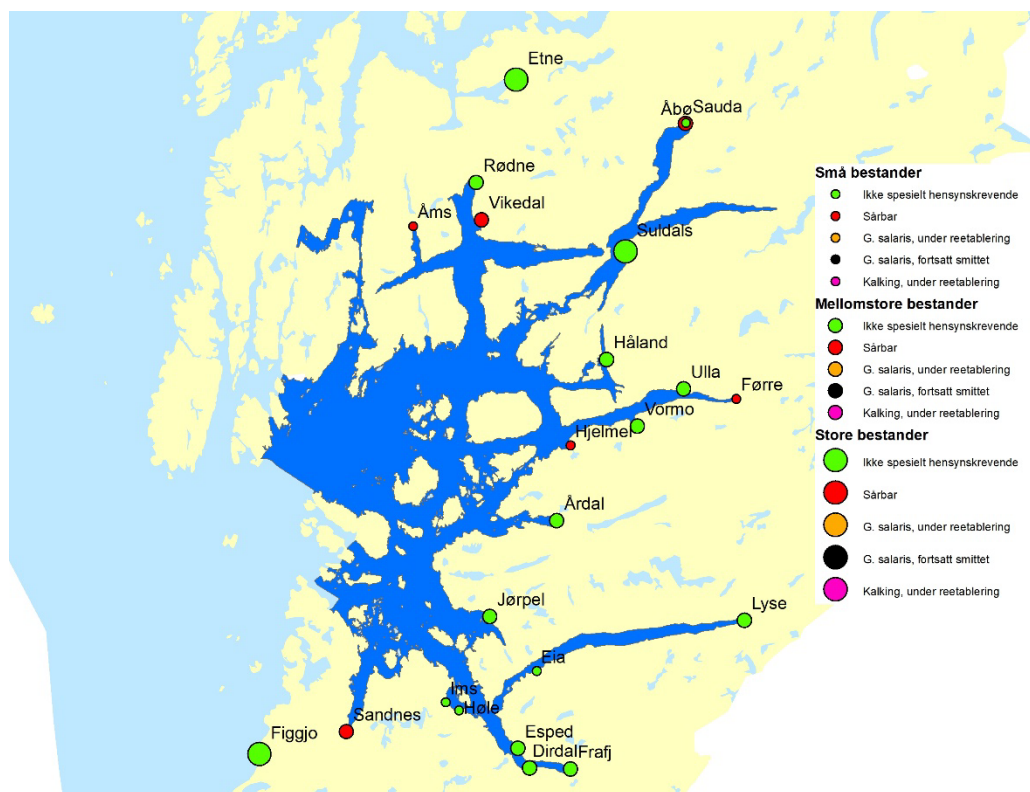 Etne
Åbø Sauda
Rødne
Vikedal
Åms
Suldals
Håland
Ulla
Førre
Vormo
Hjelmel
Årdal
Jørpel
Lyse
Eia
Ims
Høle
Sandnes
Figgjo
Esped
Dirdal Frafj
Små bestander
Ikke spesielt hensynskrevende
Sårbar
G. salaris, under reetablering
G. salaris, fortsatt smittet
Kalking, under reetablering
Mellomstore bestander
Ikke spesielt hensynskrevende
Sårbar
G. salaris, under reetablering
G. salaris, fortsatt smittet
Kalking, under reetablering
Store bestander
Ikke spesielt hensynskrevende
Sårbar
G. salaris, under reetablering
G. salaris, fortsatt smittet
Kalking, under reetablering